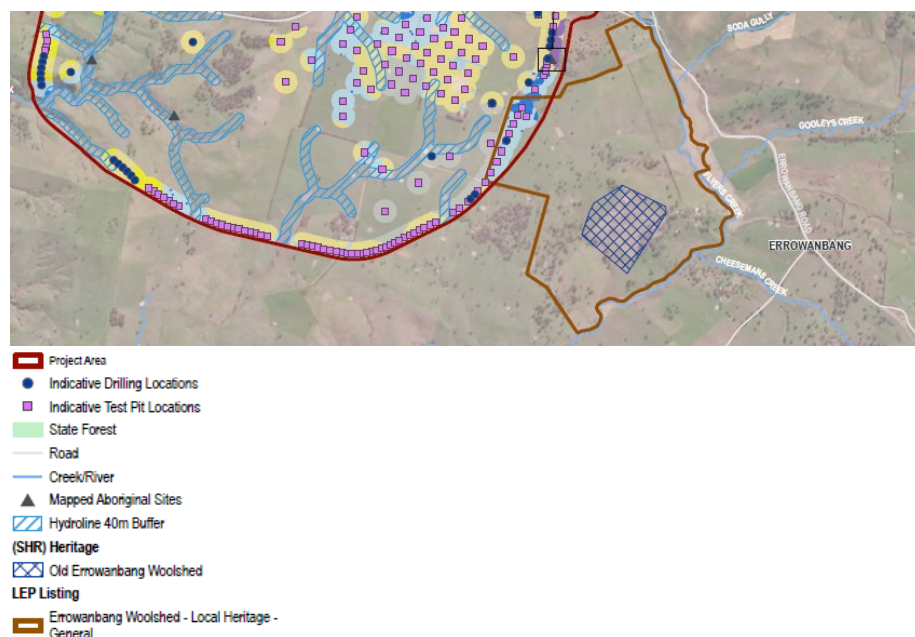 SODA GULLY
GOOLEYS CREEK
ERROWANBANG ROAD
FLYERS CREEK
ERROWANBANG
CHEESEMANS CREEK
K
Project Area
Indicative Drilling Locations
Indicative Test Pit Locations
State Forest
Road
Creek/River
Mapped Aboriginal Sites
Hydroline 40m Buffer
(SHR) Heritage
Old Errowanbang Woolshed
LEP Listing
Errowanbang Woolshed - Local Heritage -
General